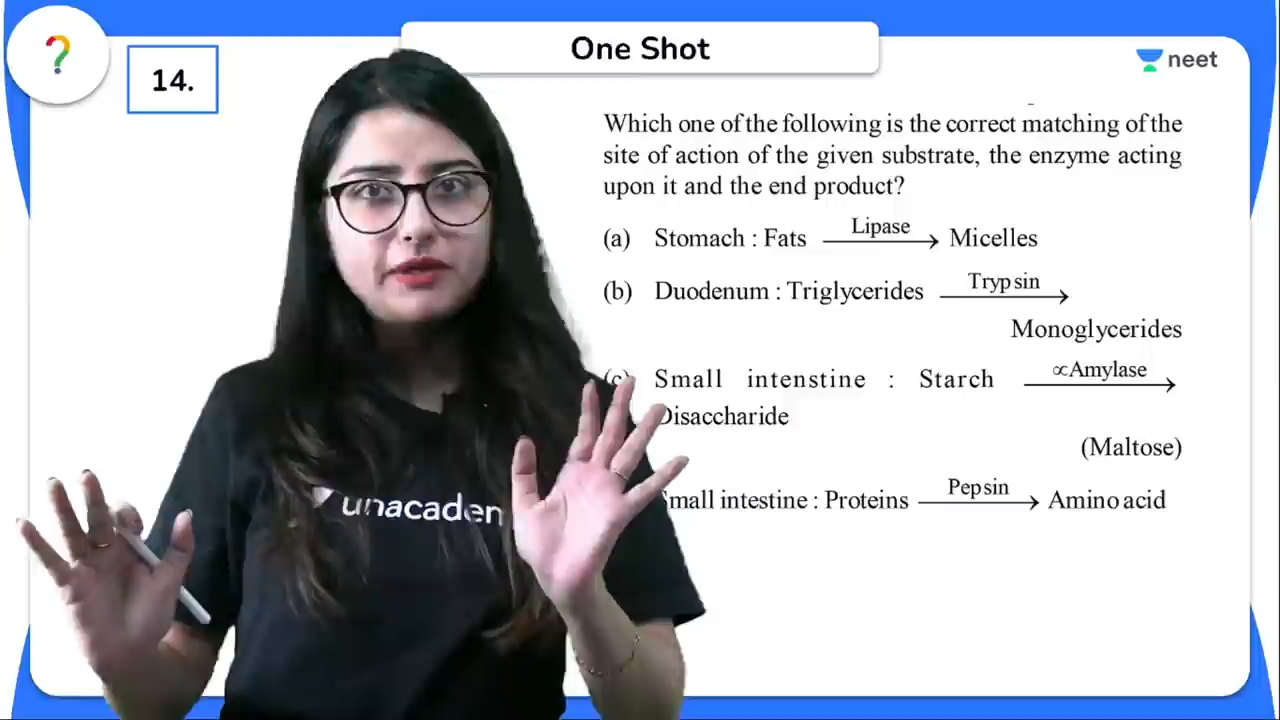 One Shot
?
14.
neet
Which one of the following is the correct matching of the
site of action of the given substrate, the enzyme acting
upon it and the end product?
(a) Stomach : Fats Lipase ⟶ Micelles
(b) Duodenum : Triglycerides Trypsin ⟶
Monoglycerides
(c) Small intenstine : Starch ∝Amylase ⟶
Disaccharide
(Maltose)
Small intestine : Proteins Pepsin ⟶ Amino acid
unacadem